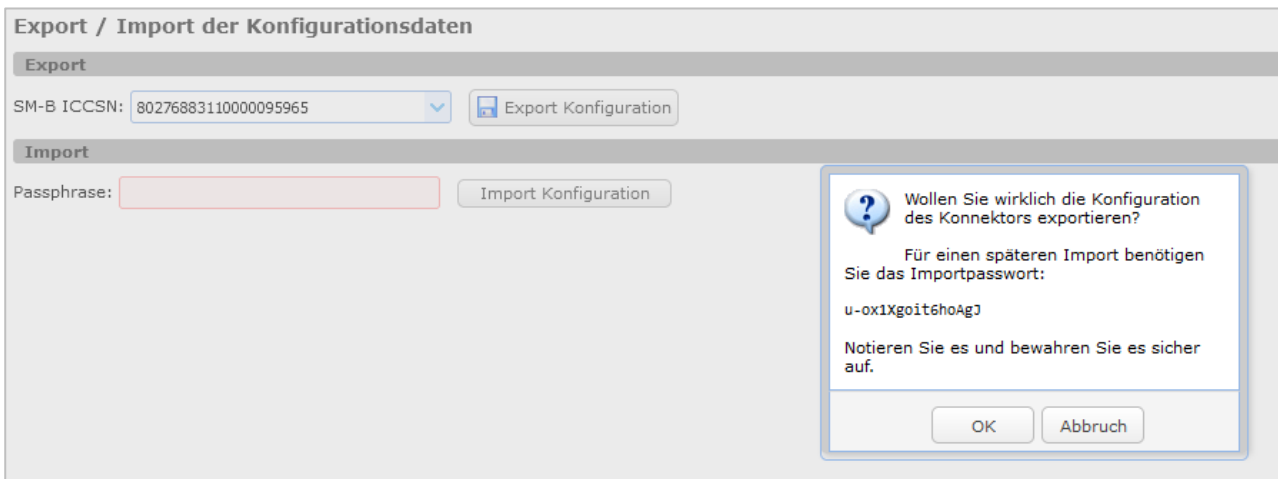 Export / Import der Konfigurationsdaten
Export
SM-B ICCSN: 80276883110000095965 Export Konfiguration
Import
Passphrase: Import Konfiguration
Wollen Sie wirklich die Konfiguration
des Konnektors exportieren?
Für einen späteren Import benötigen
Sie das Importpasswort:
u-ox1Xgoit6hoAgJ
Notieren Sie es und bewahren Sie es sicher
auf.
OK Abbruch